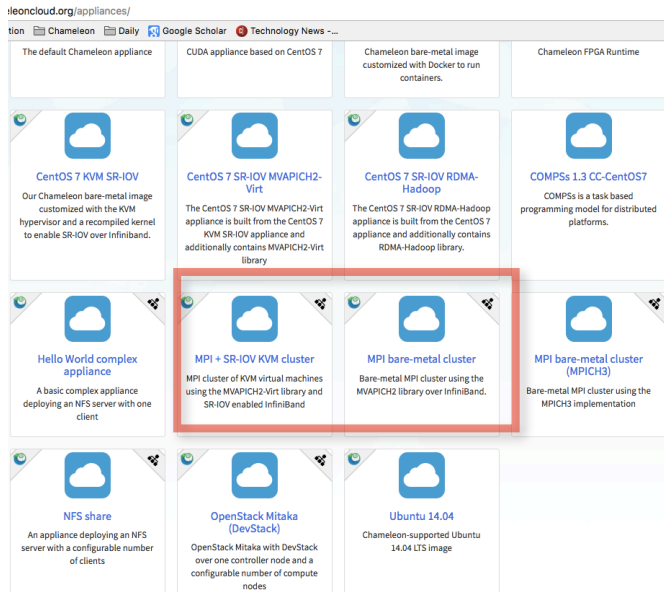 eleoncloud.org/appliances/
tion Chameleon Daily Google Scholar Technology News -...
The default Chameleon appliance
CUDA appliance based on CentOS 7
Chameleon bare-metal image
customized with Docker to run
containers.
Chameleon FPGA Runtime
CentOS 7 KVM SR-IOV
Our Chameleon bare-metal image
customized with the KVM
hypervisor and a recompiled kernel
to enable SR-IOV over Infiniband.
CentOS 7 SR-IOV MVAPICH2-
Virt
The CentOS 7 SR-IOV MVAPICH2-Virt
appliance is built from the CentOS 7
KVM SR-IOV appliance and
additionally contains MVAPICH2-Virt
library
CentOS 7 SR-IOV RDMA-
Hadoop
The CentOS 7 SR-IOV RDMA-Hadoop
appliance is built from the CentOS 7
appliance and additionally contains
RDMA-Hadoop library.
COMPSs 1.3 CC-CentOS7
COMPSs is a task based
programming model for distributed
platforms.
Hello World complex
appliance
A basic complex appliance
deploying an NFS server with one
client
MPI + SR-IOV KVM cluster
MPI cluster of KVM virtual machines
using the MVAPICH2-Virt library and
SR-IOV enabled InfiniBand
MPI bare-metal cluster
Bare-metal MPI cluster using the
MVAPICH2 library over InfiniBand.
MPI bare-metal cluster
(MPICH3)
Bare-metal MPI cluster using the
MPICH3 implementation
NFS share
An appliance deploying an NFS
server with a configurable number
of clients
OpenStack Mitaka
(DevStack)
OpenStack Mitaka with DevStack
over one controller node and a
configurable number of compute
nodes
Ubuntu 14.04
Chameleon-supported Ubuntu
14.04 LTS image